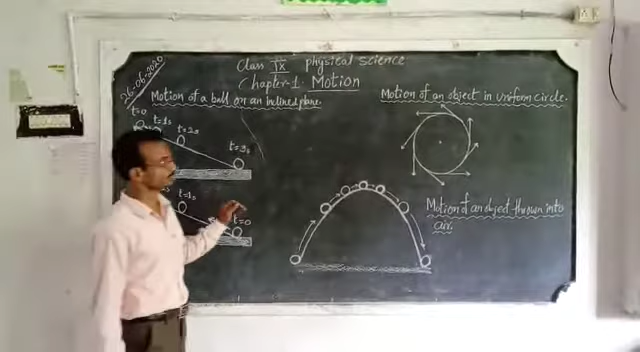 26-06-2020
Class IX physical science
Chapter-1. Motion
Motion of a ball on an Inlined plane.
t=0
t=1s
t=2s
t=3s
t=1s
t=0
Motion of an object in uniform circle.
Motion of an object thrown into
air.